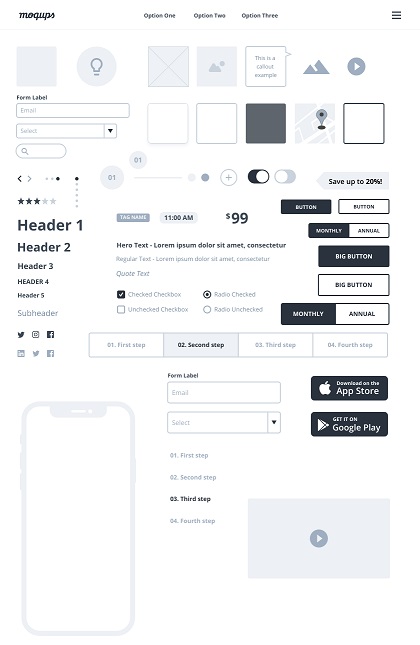 moqups
Option One
Option Two
Option Three
This is a
callout
example
Form Label
Email
Select
01
01
Save up to 20%!
Header 1
Header 2
Header 3
HEADER 4
Header 5
Subheader
TAG NAME
11:00 AM
$99
BUTTON
BUTTON
MONTHLY
ANNUAL
Hero Text - Lorem ipsum dolor sit amet, consectetur
Regular Text - Lorem ipsum dolor sit amet, consectetur
Quote Text
BIG BUTTON
BIG BUTTON
Checked Checkbox
Radio Checked
Unchecked Checkbox
Radio Unchecked
MONTHLY
ANNUAL
01. First step
02. Second step
03. Third step
04. Fourth step
Form Label
Email
Select
Download on the
App Store
GET IT ON
Google Play
01. First step
02. Second step
03. Third step
04. Fourth step